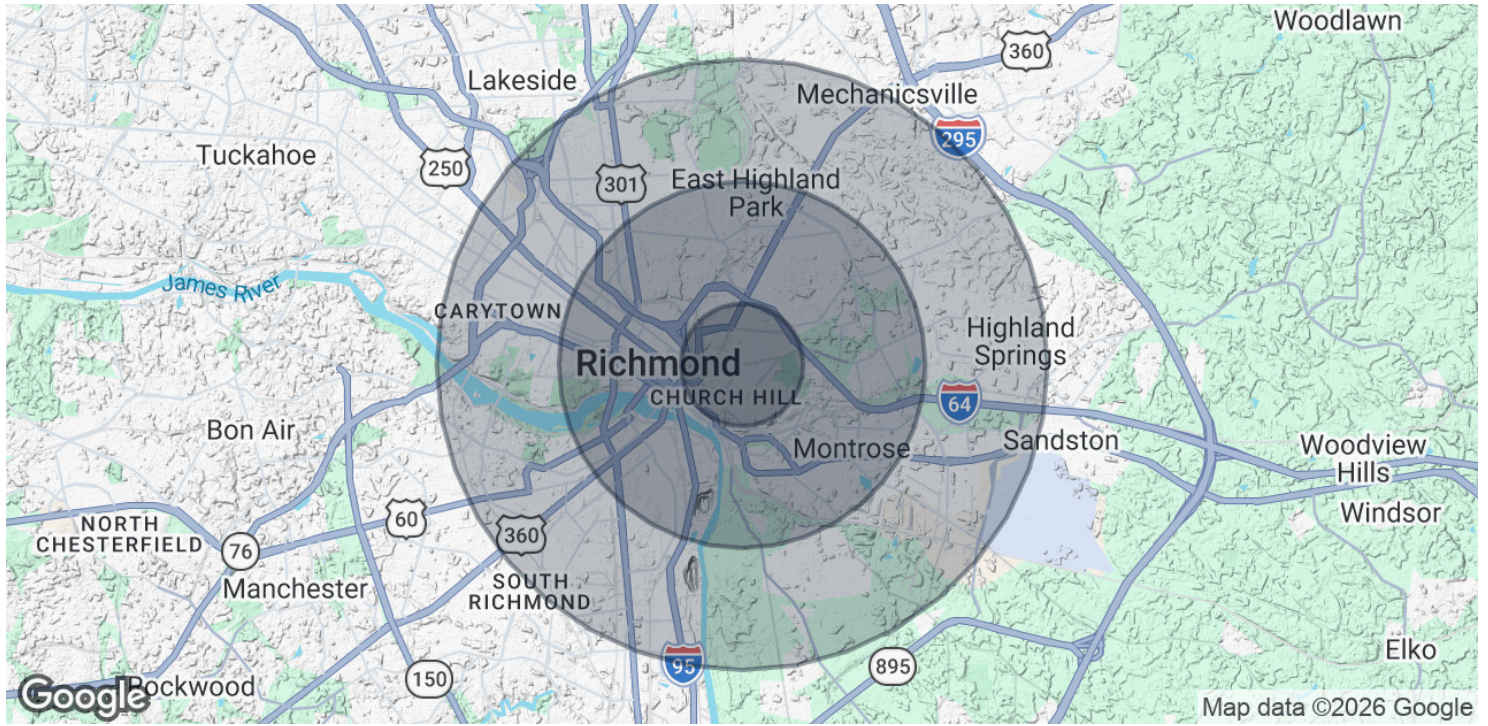 Woodlawn
360
Lakeside
Mechanicsville
295
Tuckahoe
250
301
East Highland
Park
James River
CARYTOWN
Highland
Springs
Richmond
CHURCH HILL
64
Bon Air
Montrose
Sandston
Woodview
Hills
60
Windsor
NORTH
CHESTERFIELD
76
360
Manchester
SOUTH
RICHMOND
Elko
95
895
150
Rockwood
Google
Map data ©2026 Google